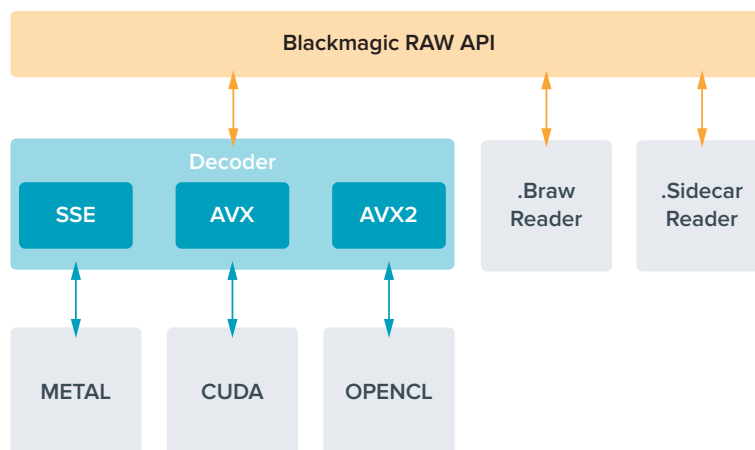 Blackmagic RAW API
Decoder
SSE
AVX
AVX2
.Braw
Reader
.Sidecar
Reader
METAL
CUDA
OPENCL